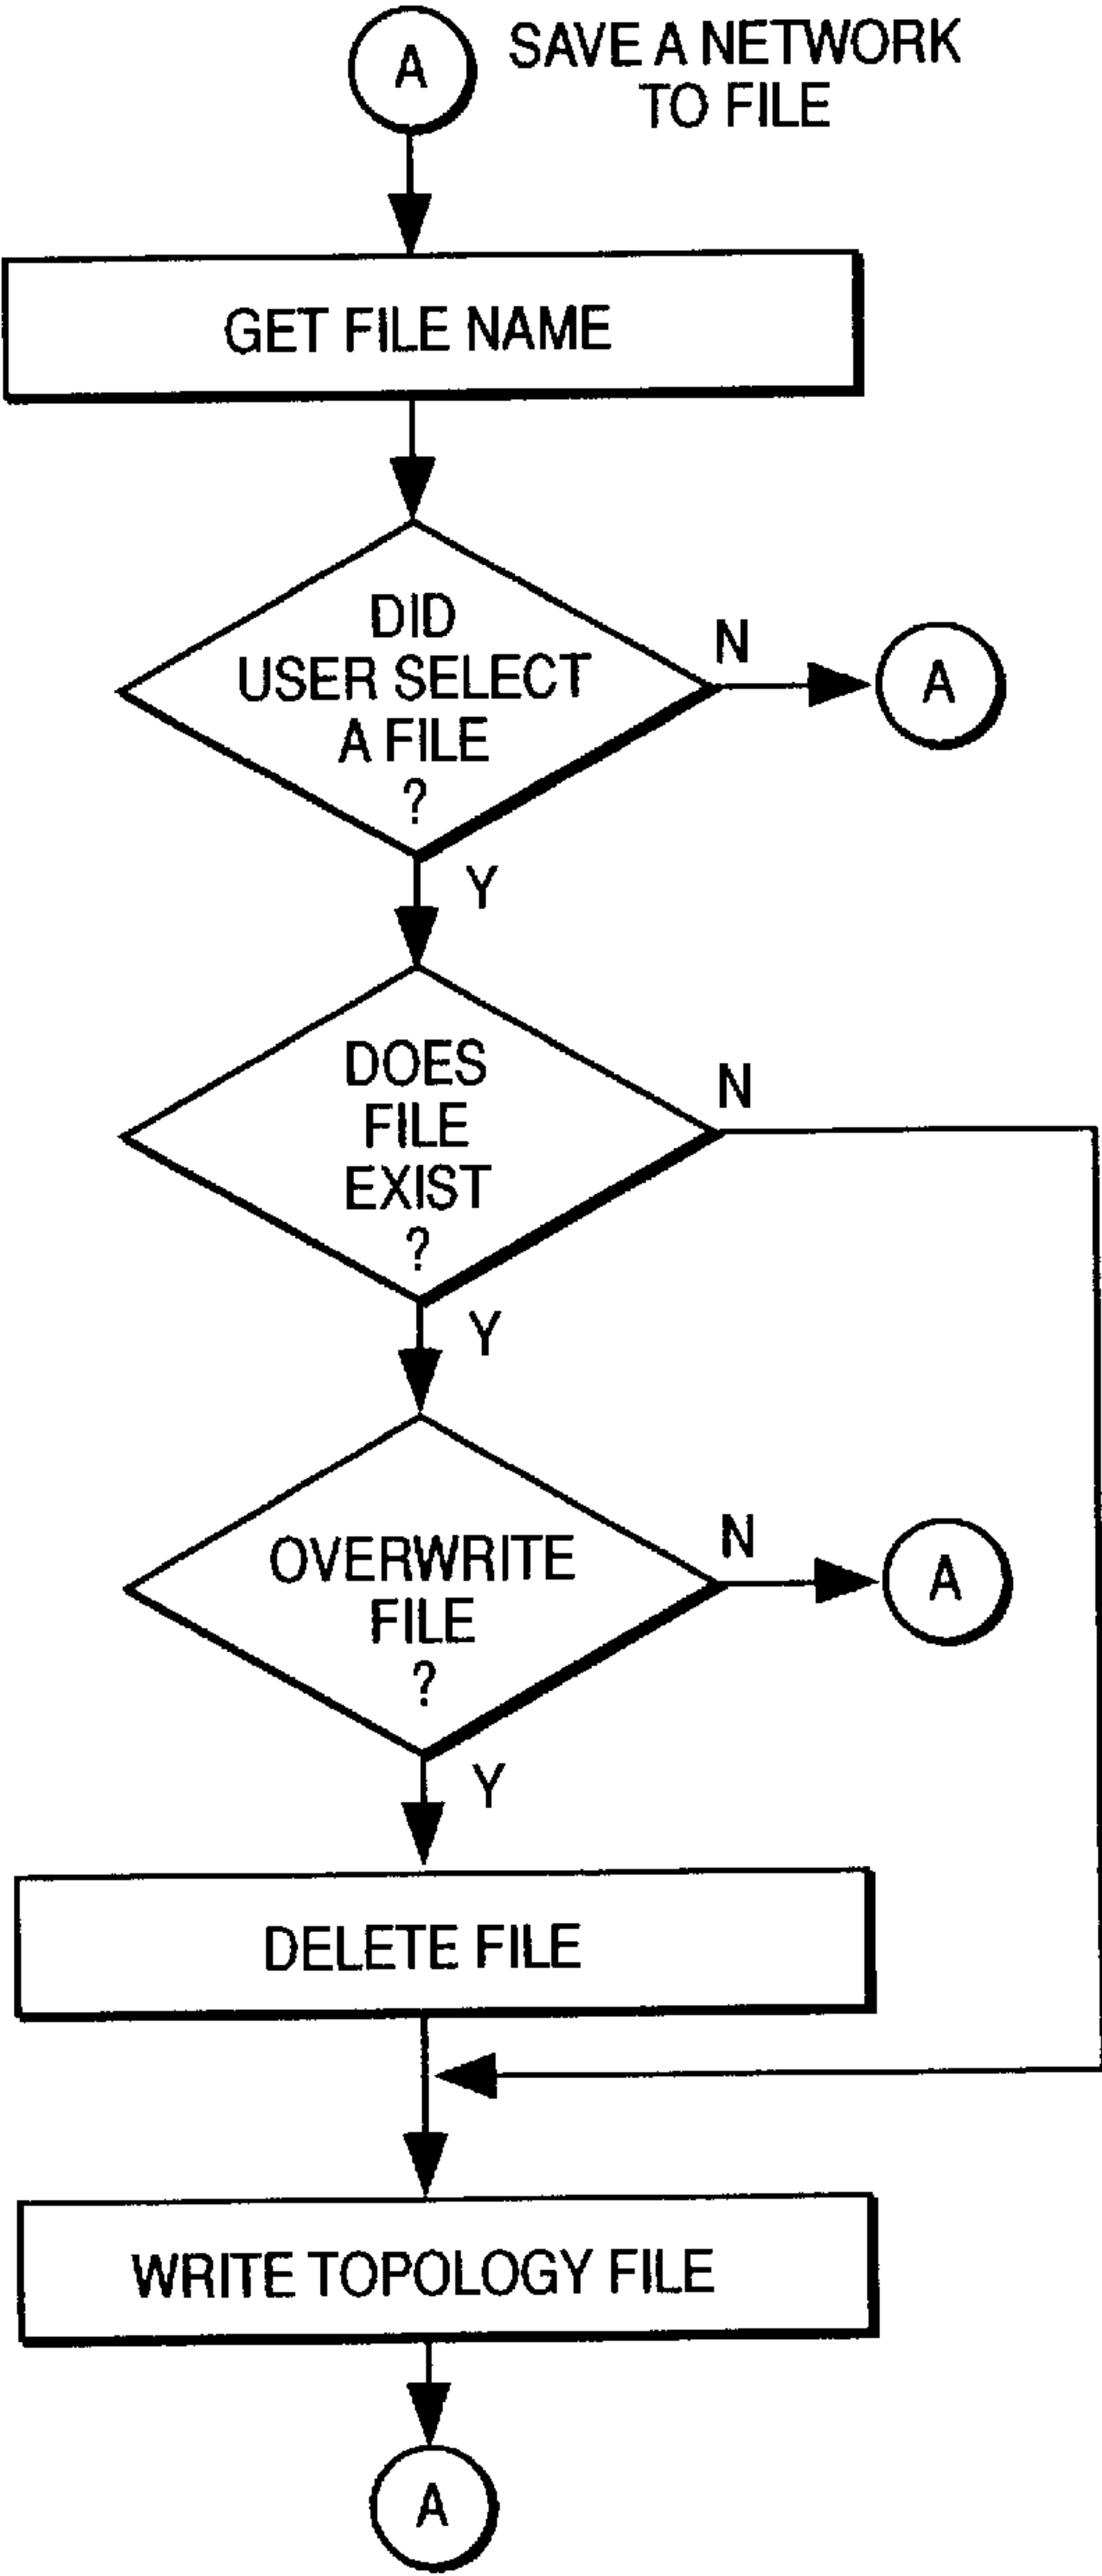 A
SAVE A NETWORK
TO FILE
GET FILE NAME
DID
USER SELECT
A FILE
?
N
A
Y
DOES
FILE
EXIST
?
N
Y
OVERWRITE
FILE
?
N
A
Y
DELETE FILE
WRITE TOPOLOGY FILE
A